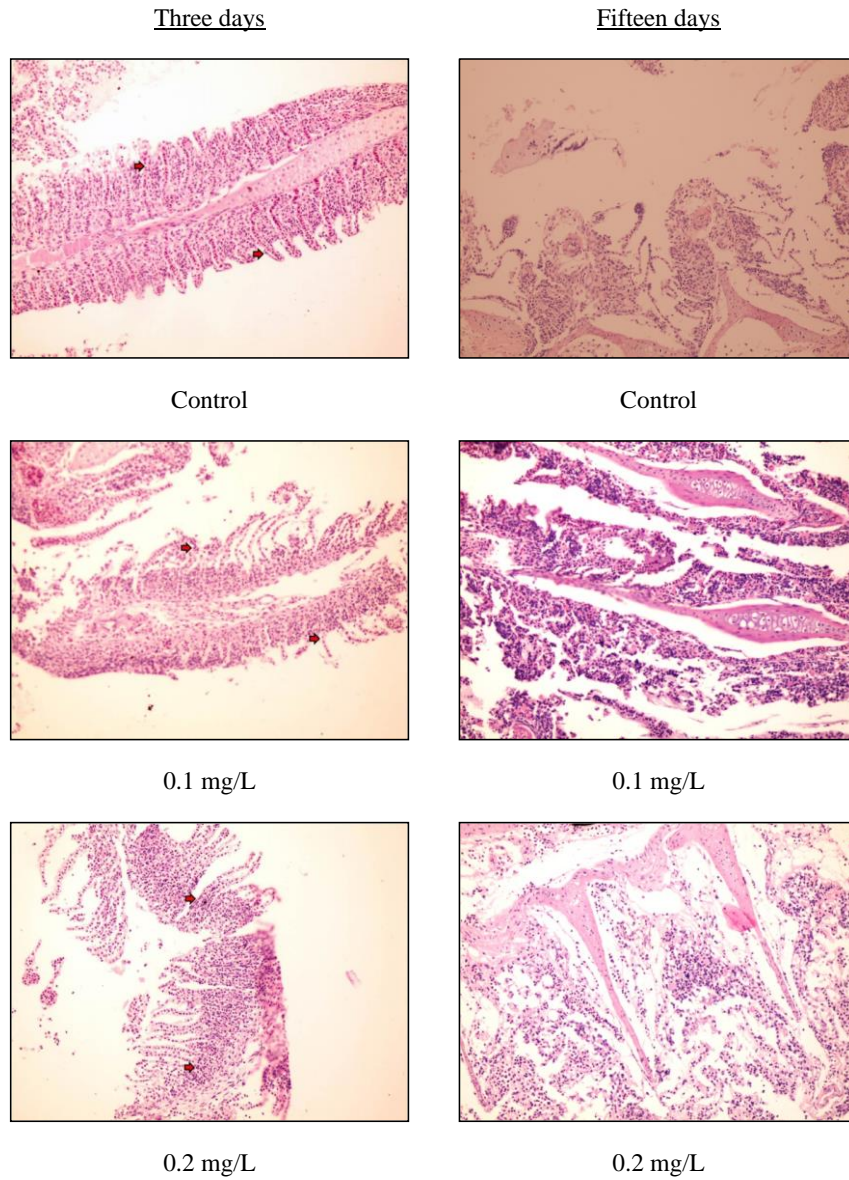 Three days
Fifteen days
Control
Control
0.1 mg/L
0.1 mg/L
0.2 mg/L
0.2 mg/L